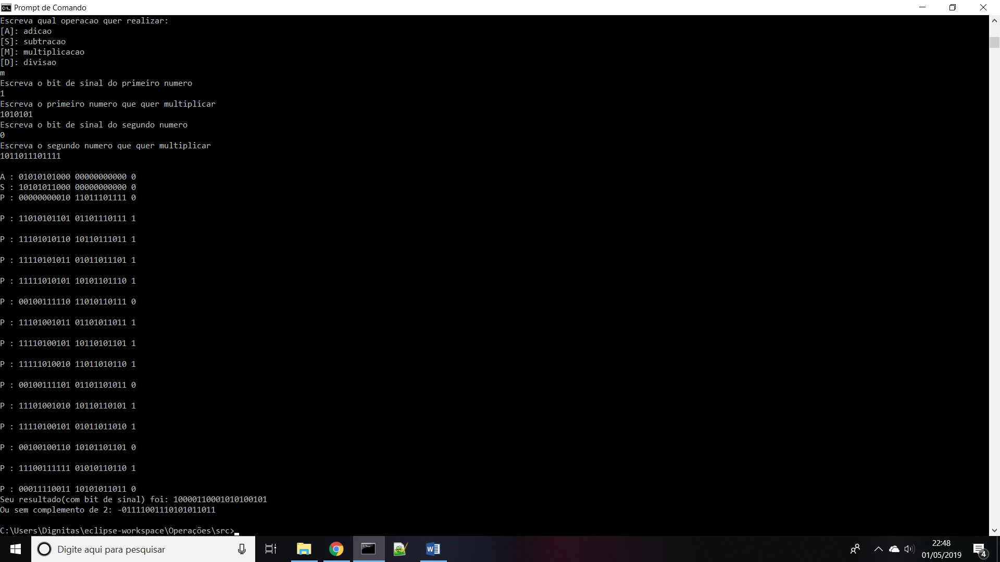 Prompt de Comando
Escreva qual operacao quer realizar:
[A]: adicao
[S]: subtracao
[M]: multiplicacao
[D]: divisao
m
Escreva o bit de sinal do primeiro numero
1
Escreva o primeiro numero que quer multiplicar
1010101
Escreva o bit de sinal do segundo numero
0
Escreva o segundo numero que quer multiplicar
1011011101111
A : 01010101000 00000000000 0
S : 10101011000 00000000000 0
P : 00000000010 11011101111 0
P : 11010101101 01101110111 1
P : 11101010110 10110111011 1
P : 11110101011 01011011101 1
P : 11111010101 10101101110 1
P : 00100111110 11010110111 0
P : 11101001011 01101011011 1
P : 11110100101 10110101101 1
P : 11111010010 11011010110 1
P : 00100111101 01101101011 0
P : 11101001010 10110110101 1
P : 11110100101 01011011010 1
P : 00100100110 10101101101 0
P : 11100111111 01010110110 1
P : 00011110011 10101011011 0
Seu resultado(com bit de sinal) foi: 10000110001010100101
Ou sem complemento de 2: -01111001110101011011
C:\Users\Dignitas\eclipse-workspace\Operações\src>
Digite aqui para pesquisar
22:48
01/05/2019
4